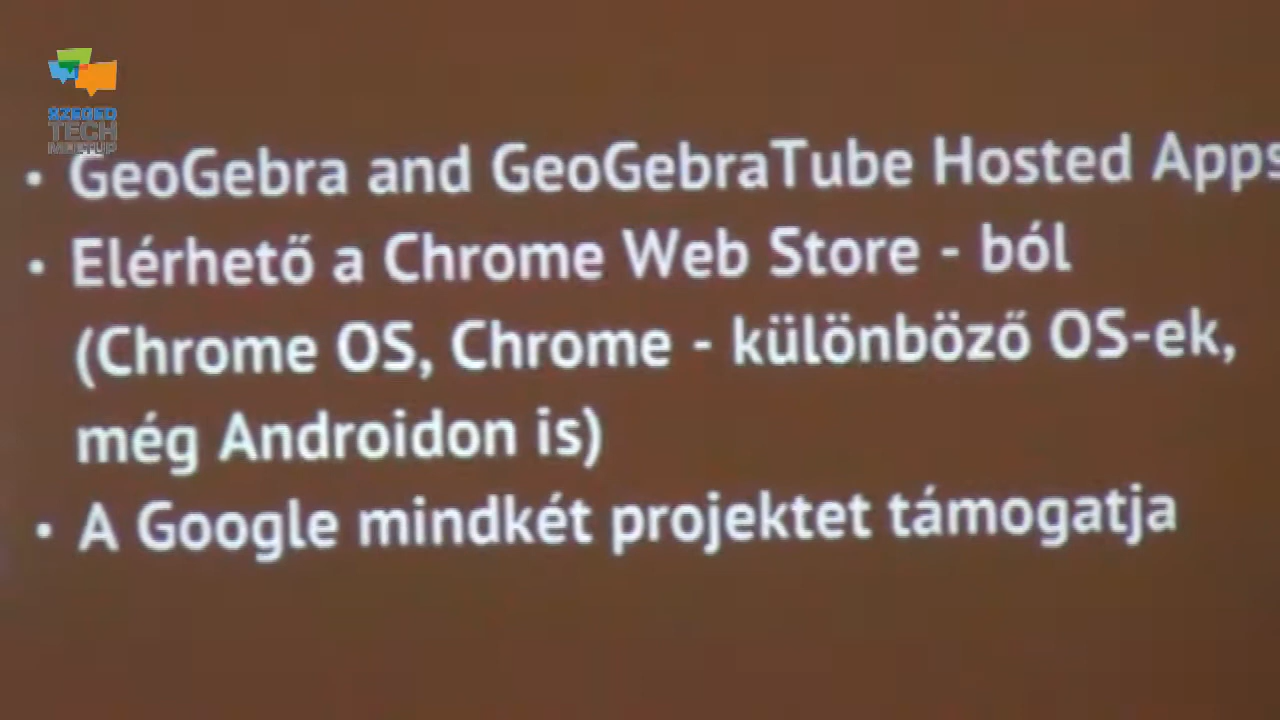 SZEGED
TECH
MEETUP
• GeoGebra and GeoGebraTube Hosted Apps
• Elérhető a Chrome Web Store - ból
(Chrome OS, Chrome - különböző OS-ek,
még Androidon is)
• A Google mindkét projektet támogatja